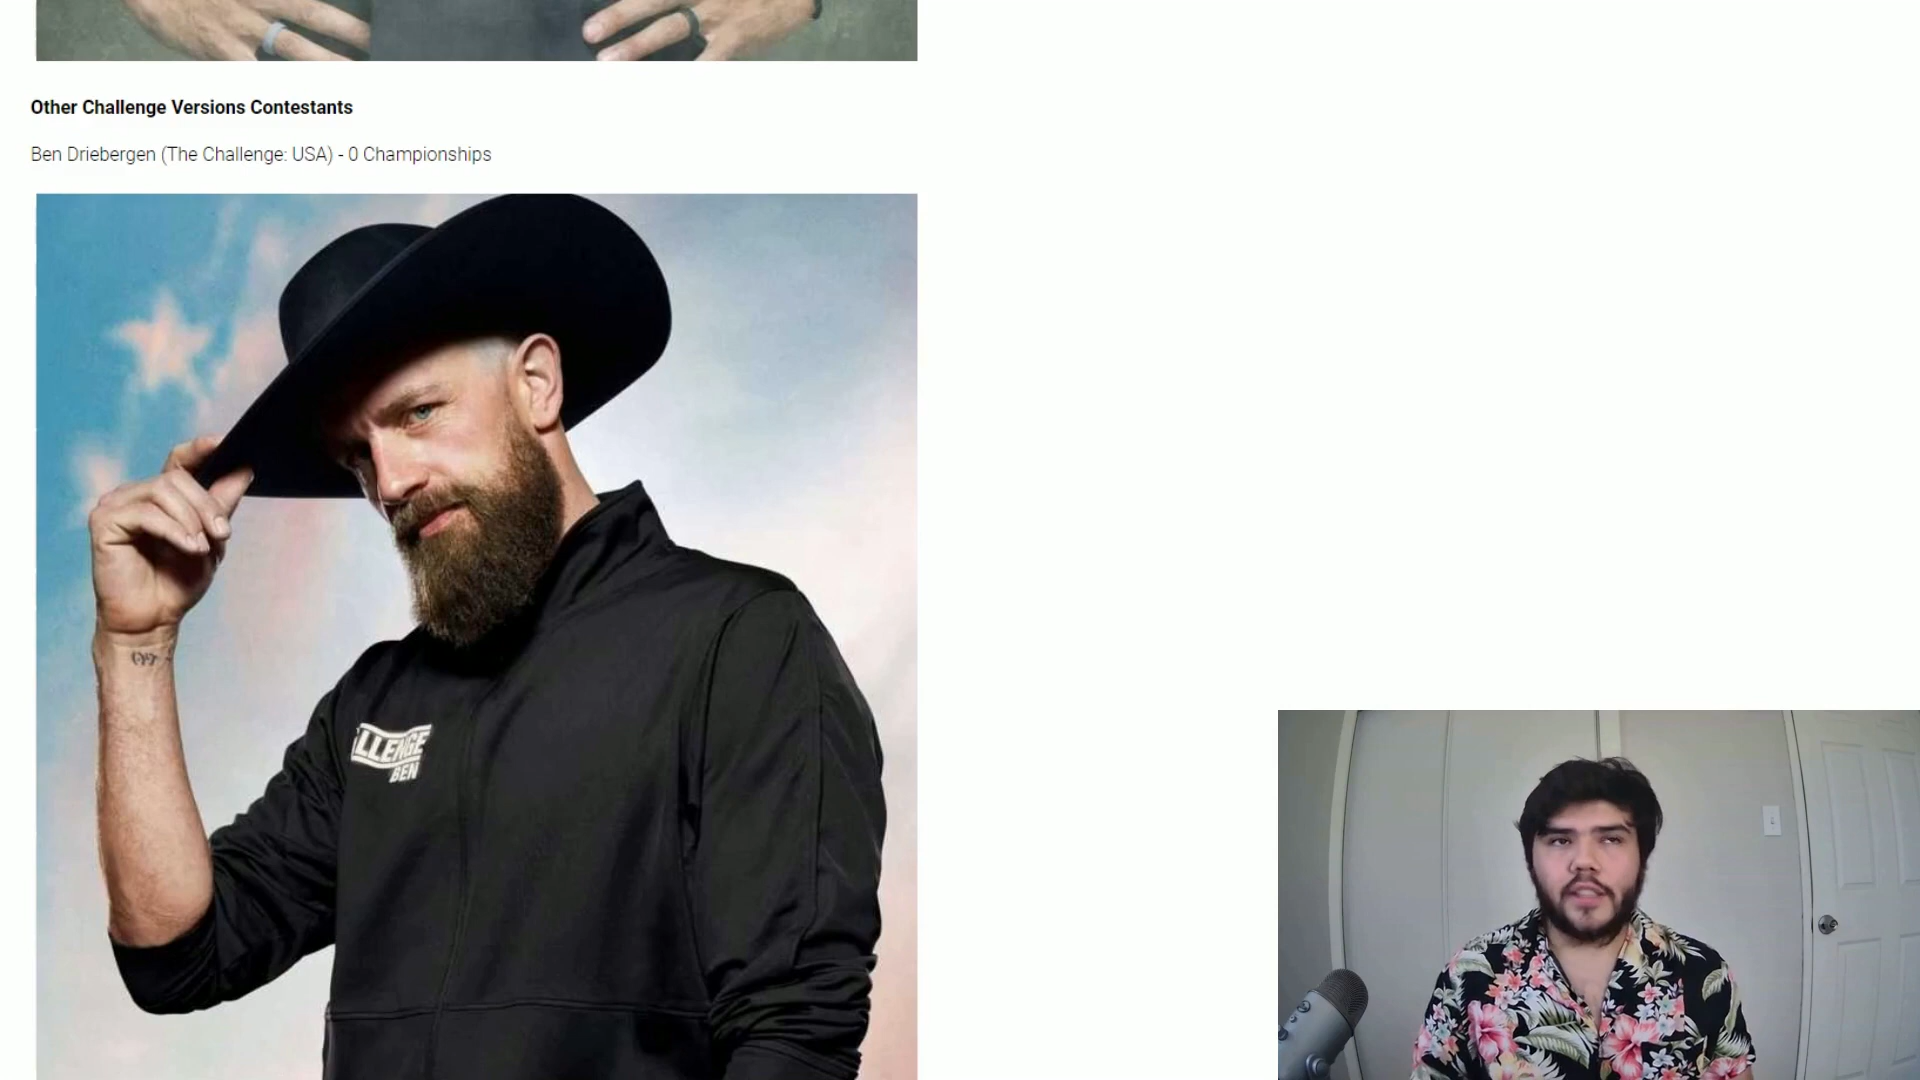 Other Challenge Versions Contestants
Ben Driebergen (The Challenge: USA) - 0 Championships
LLENGE
BEN